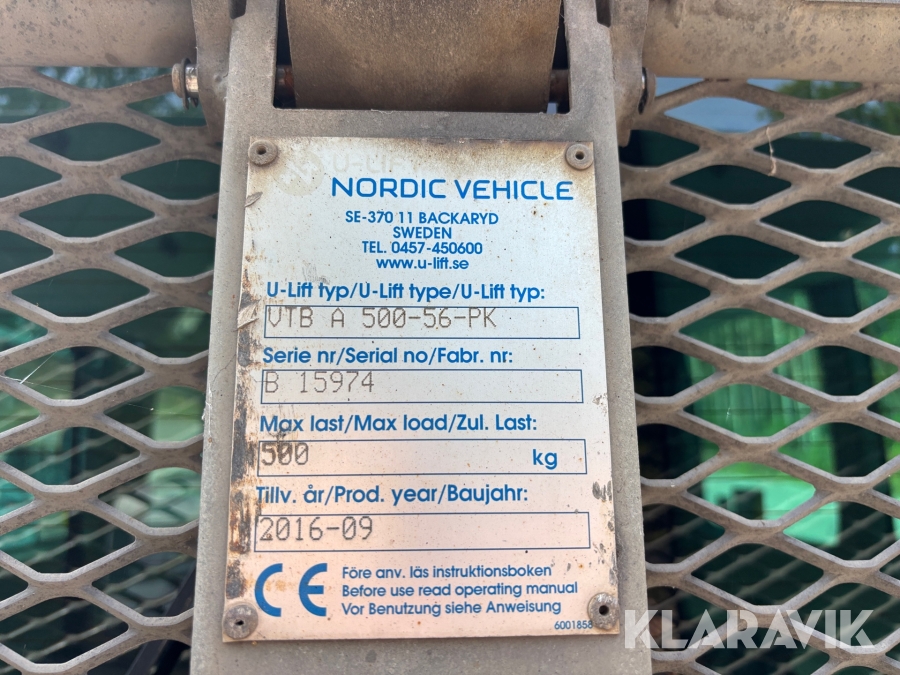 U-LIFT
NORDIC VEHICLE
SE-370 11 BACKARYD
SWEDEN
TEL. 0457-450600
www.u-lift.se
U-Lift typ/U-Lift type/U-Lift typ:
VTB A 500-56-PK
Serie nr/Serial no/Fabr. nr:
B 15974
Max last/Max load/Zul. Last:
500 kg
Tillv. år/Prod. year/Baujahr:
2016-09
CE
Före anv. läs instruktionsboken
Before use read operating manual
Vor Benutzung siehe Anweisung
6001858
KLARAVIK